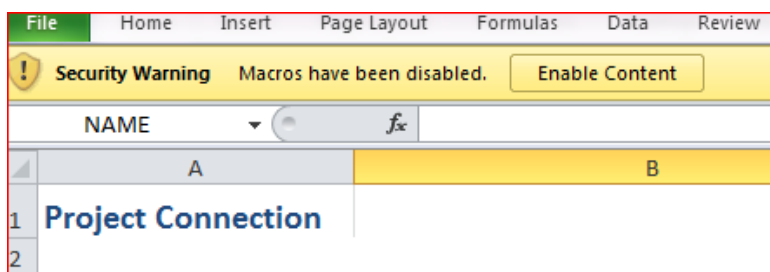 File Home Insert Page Layout Formulas Data Review
! Security Warning Macros have been disabled. Enable Content
NAME fx
A B
1 Project Connection
2